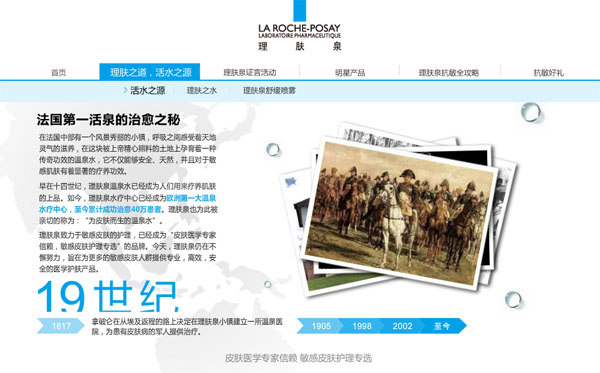 LA ROCHE-POSAY
LABORATOIRE PHARMACEUTIQUE
理肤泉
首页
理肤之道，活水之源
理肤泉证言活动
明星产品
理肤泉抗敏全攻略
抗敏好礼
活水之源
理肤之水
理肤泉舒缓喷雾
法国第一活泉的治愈之秘
在法国中部有一个风景秀丽的小镇，呼吸之间感受着天地
灵气的滋养，在这块被上帝精心照料的土地上孕育着一种
传奇功效的温泉水，它不仅能够安全、天然，并且对于敏
感肌肤有着显著的疗养功效。
早在十四世纪，理肤泉温泉水已经成为人们用来疗养肌肤
的上品。如今，理肤泉水疗中心已经成为欧洲第一大温泉
水疗中心，至今累计成功治愈40万患者。理肤泉也为此被
亲切的称为：“为皮肤而生的温泉水”。
理肤泉致力于敏感皮肤的护理，已经成为“皮肤医学专家
信赖，敏感皮肤护理专选”的品牌。今天，理肤泉仍在不
懈努力，旨在为更多的敏感皮肤人群提供专业，高效，安
全的医学护肤产品。
19世纪
1817
拿破仑在从埃及返程的路上决定在理肤泉小镇建立一所温泉医
院，为患有皮肤病的军人提供治疗。
1905
1998
2002
至今
皮肤医学专家信赖 敏感皮肤护理专选